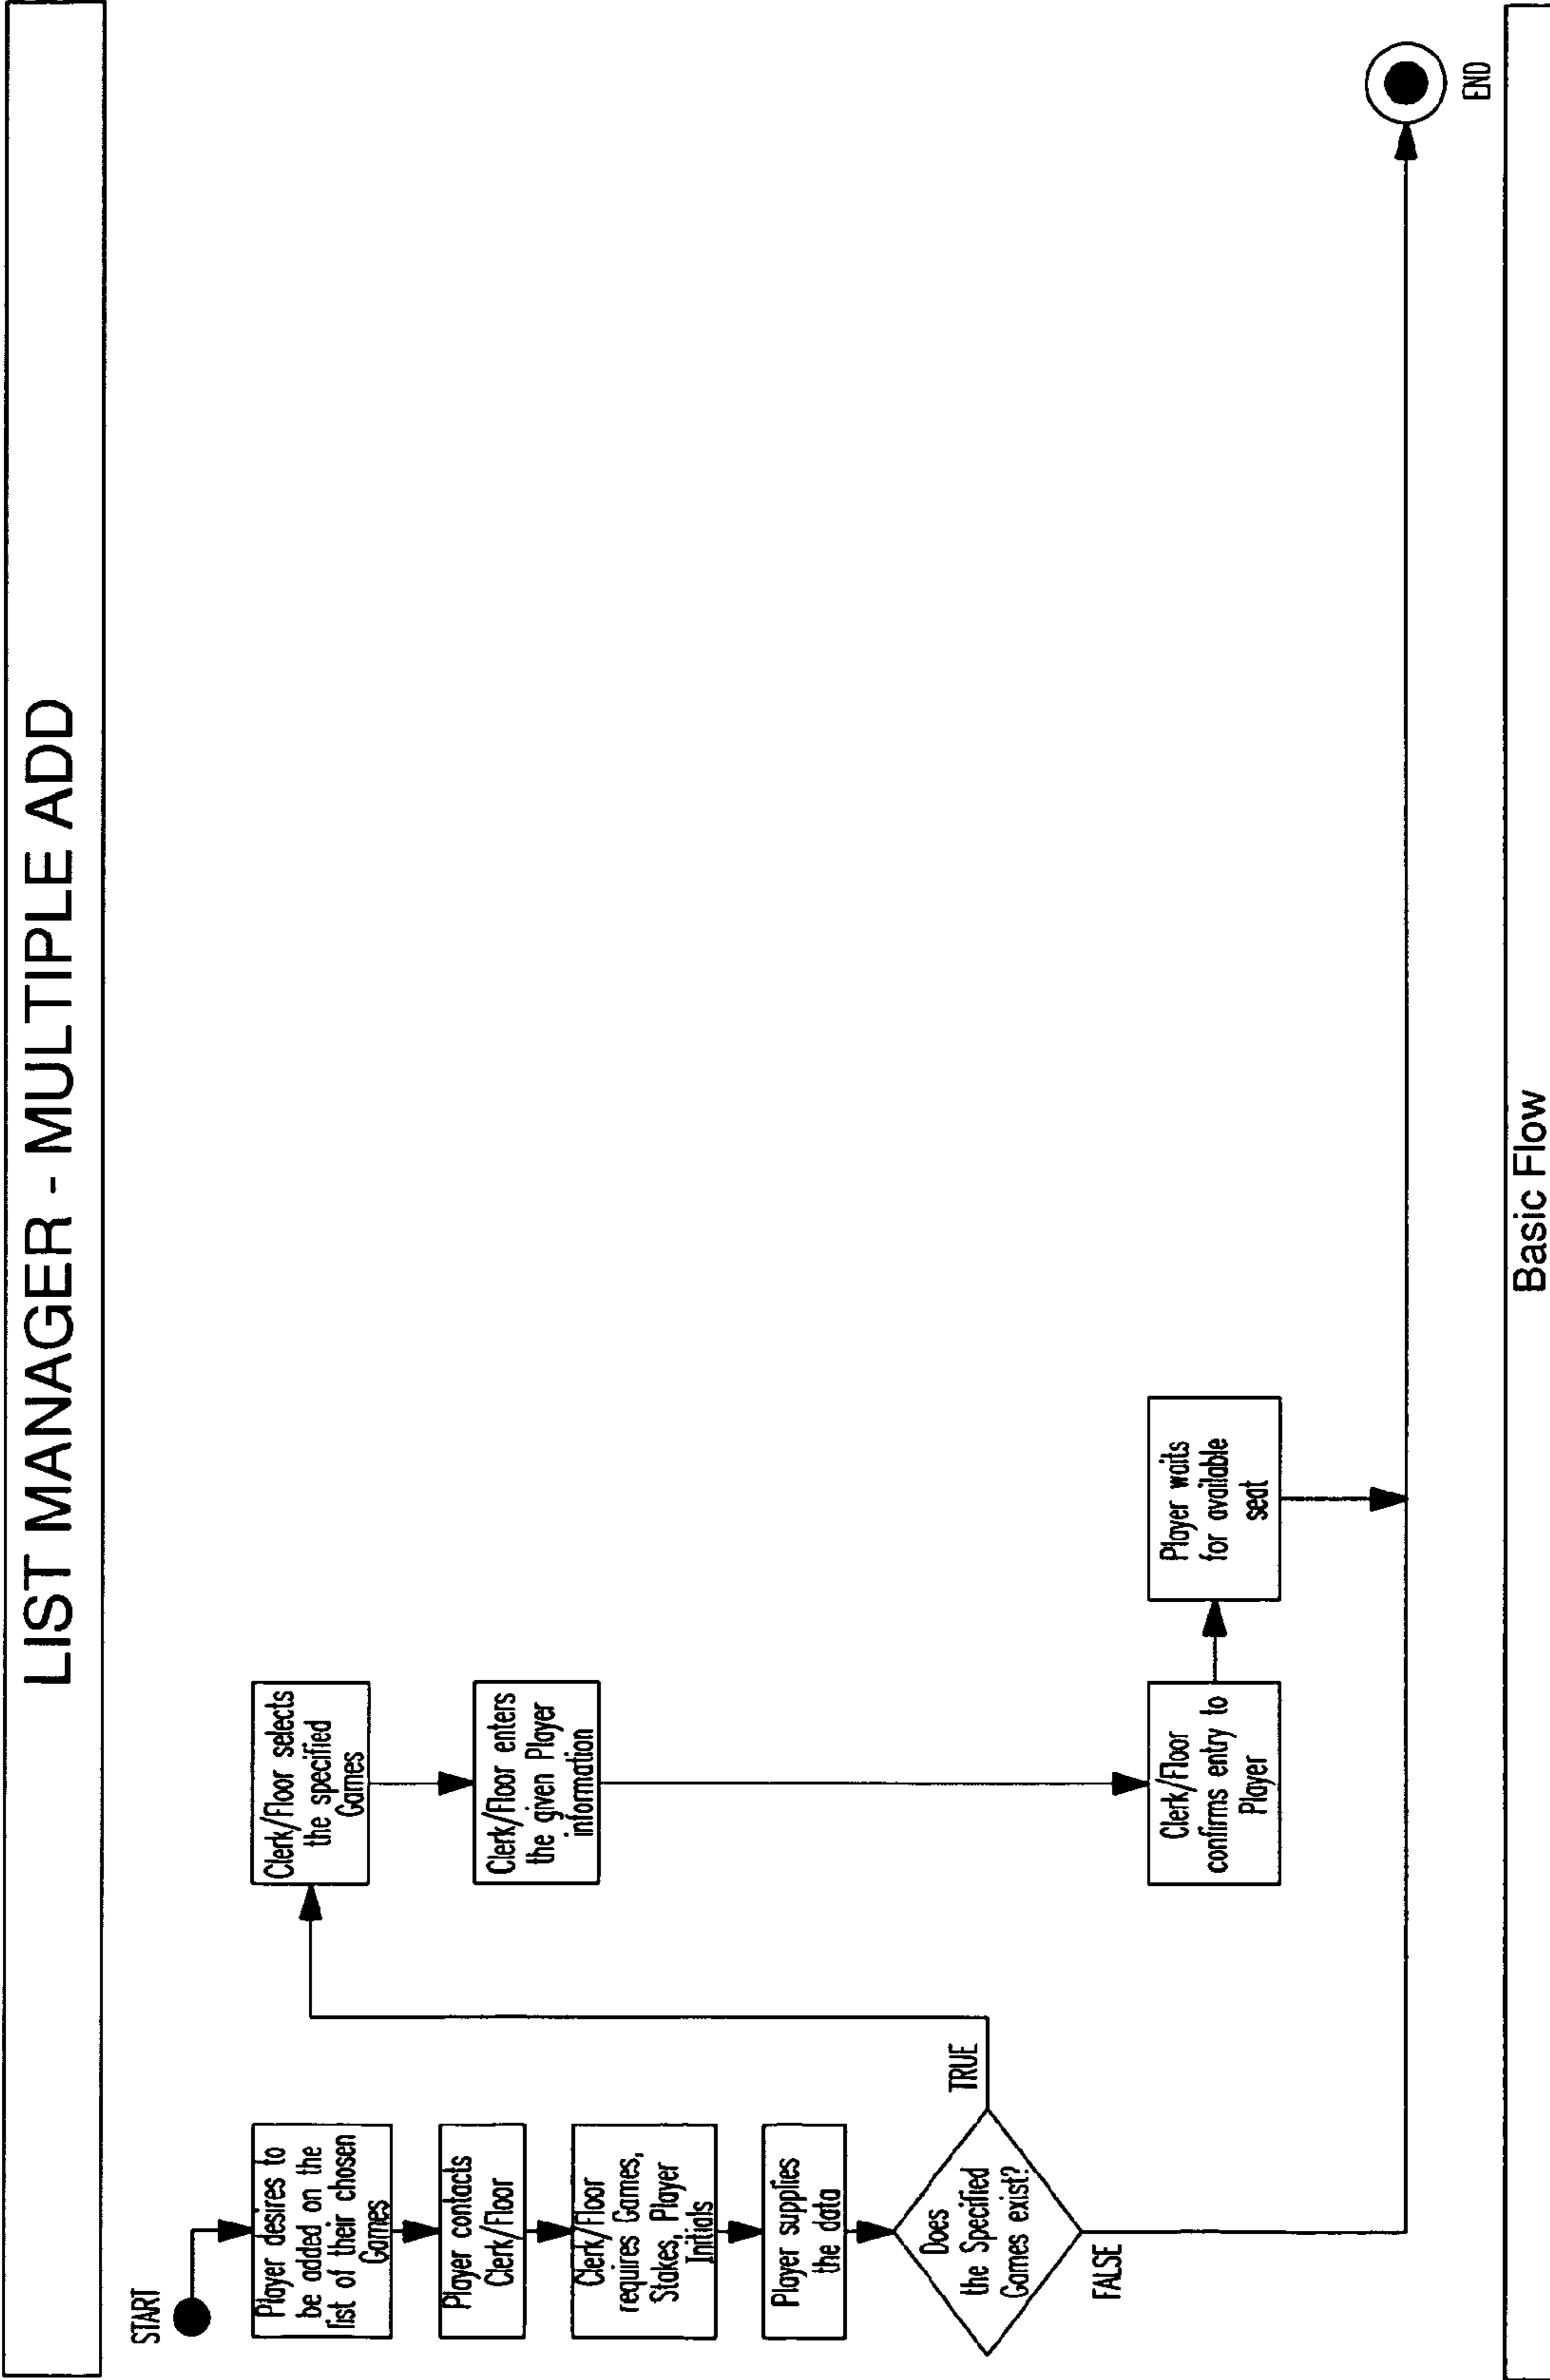 LIST MANAGER - MULTIPLE ADD
START
Player desires to
be added on the
list of their chosen
Games
Player contacts
Clerk/Floor
Clerk/Floor
requires Games,
Stakes, Player
Initials
Player supplies
the data
Does
the Specified
Games exist?
TRUE
FALSE
Clerk/Floor selects
the specified
Games
Clerk/Floor enters
the given Player
information
Clerk/Floor
confirms entry to
Player
Player waits
for available
seat
END
Basic Flow